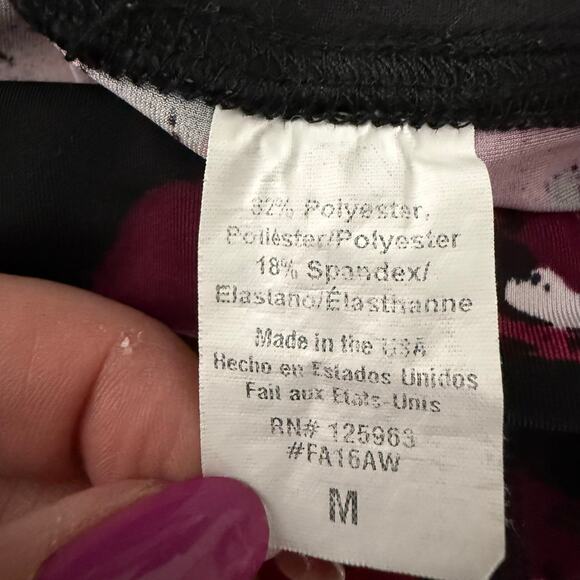 82% Polyester,
Poliéster/Polyester
18% Spandex/
Elastano/Élasthanne
Made in the USA
Hecho en Estados Unidos
Fait aux États-Unis
RN# 125963
#FA16AW
M